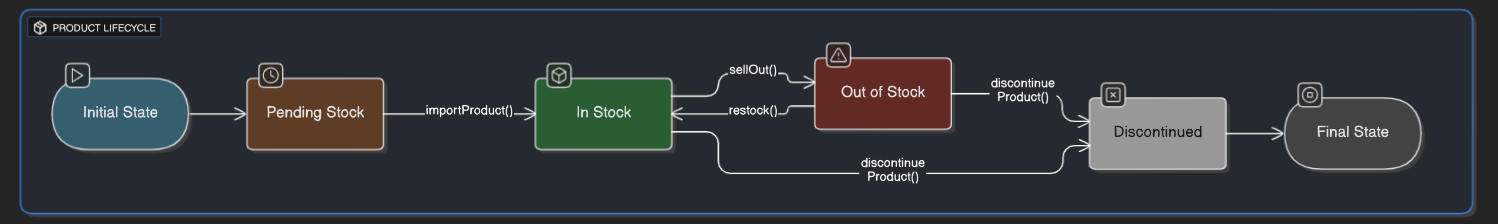 PRODUCT LIFECYCLE
Initial State
Pending Stock
importProduct()
In Stock
sellOut()
restock()
Out of Stock
discontinue
Product()
discontinue
Product()
Discontinued
Final State